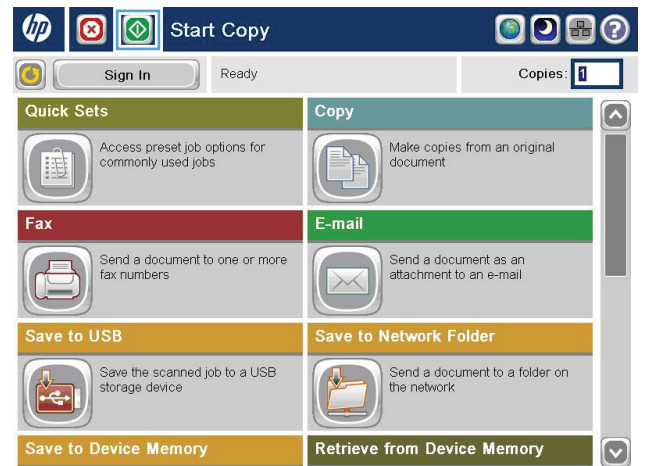 hp
Start Copy
?
Sign In
Ready
Copies: 1
Quick Sets
Access preset job options for
commonly used jobs
Copy
Make copies from an original
document
Fax
Send a document to one or more
fax numbers
E-mail
Send a document as an
attachment to an e-mail
Save to USB
Save the scanned job to a USB
storage device
Save to Network Folder
Send a document to a folder on
the network
Save to Device Memory
Retrieve from Device Memory